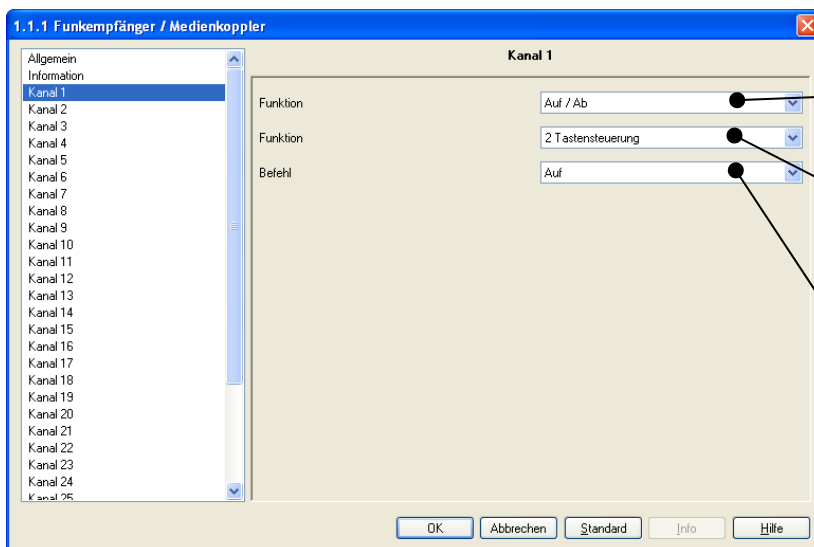 1.1.1 Funkempfänger / Medienkoppler
Allgemein
Information
Kanal 1
Kanal 2
Kanal 3
Kanal 4
Kanal 5
Kanal 6
Kanal 7
Kanal 8
Kanal 9
Kanal 10
Kanal 11
Kanal 12
Kanal 13
Kanal 14
Kanal 15
Kanal 16
Kanal 17
Kanal 18
Kanal 19
Kanal 20
Kanal 21
Kanal 22
Kanal 23
Kanal 24
Kanal 25
Kanal 1
Funktion Auf / Ab
Funktion 2 Tastensteuerung
Befehl Auf
OK Abbrechen Standard Info Hilfe